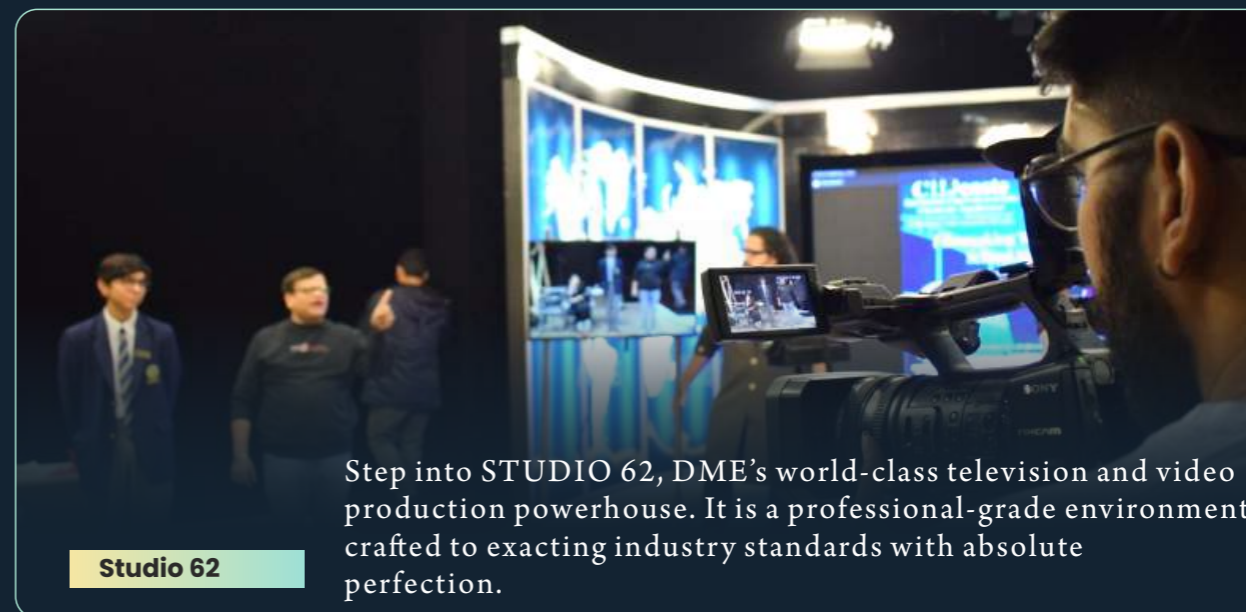 SONY
Step into STUDIO 62, DME’s world-class television and video
production powerhouse. It is a professional-grade environment
crafted to exacting industry standards with absolute
perfection.
Studio 62